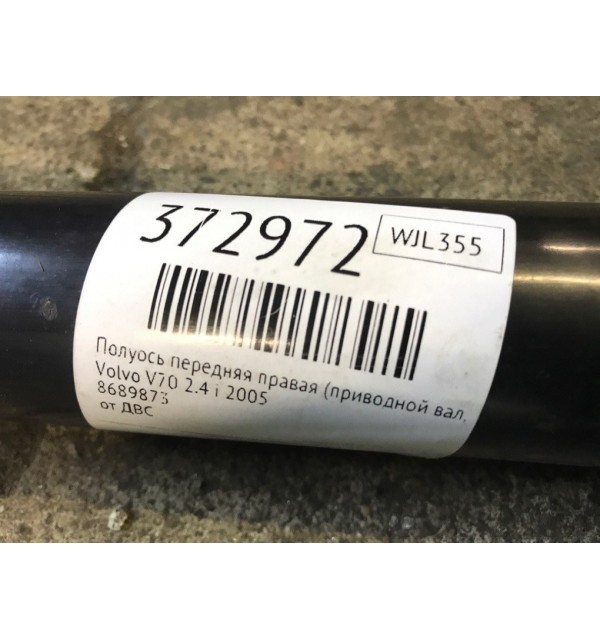 372972
WJL355
Полуось передняя правая (приводной вал,
Volvo V70 2.4 i 2005
8689873
от ДВС